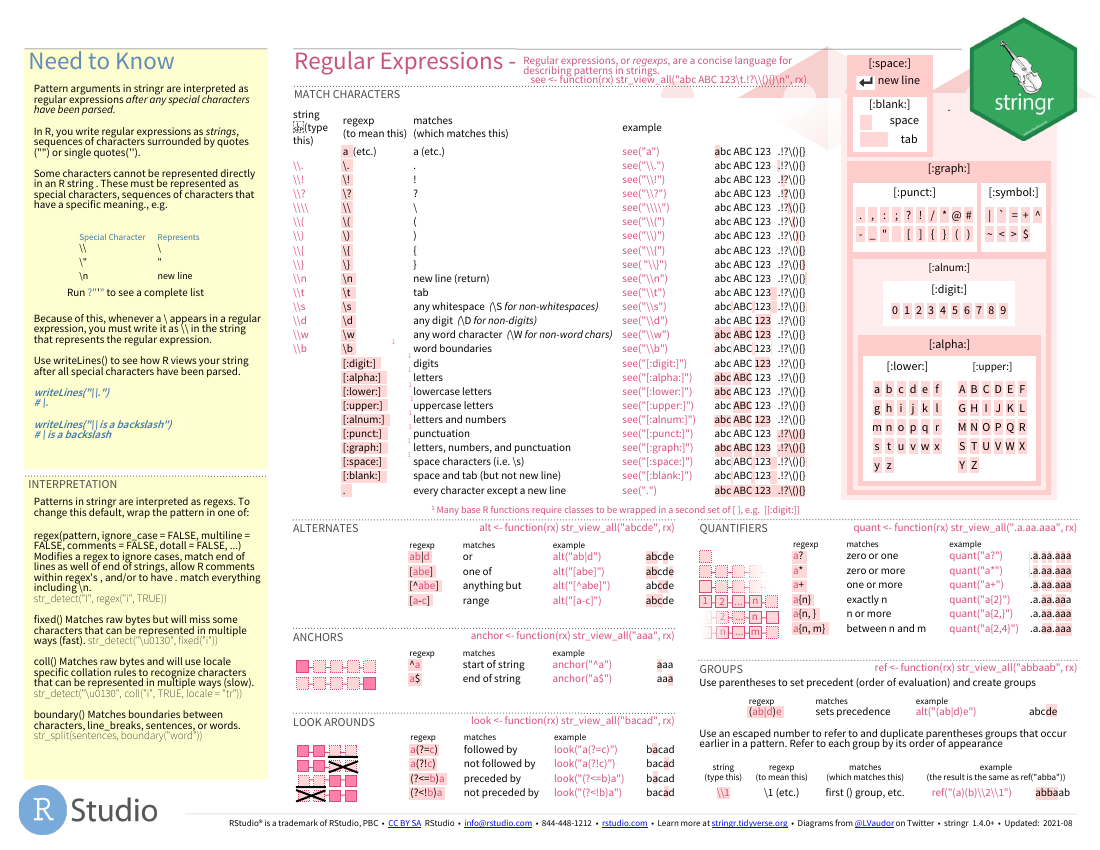 Need to Know
Pattern arguments in stringr are interpreted as
regular expressions after any special characters
have been parsed.
In R, you write regular expressions as strings,
sequences of characters surrounded by quotes
("") or single quotes('').
Some characters cannot be represented directly
in an R string . These must be represented as
special characters, sequences of characters that
have a specific meaning., e.g.
Special Character Represents
\\ \
\" "
\n new line
Run ?"'" to see a complete list
Because of this, whenever a \ appears in a regular
expression, you must write it as \\ in the string
that represents the regular expression.
Use writeLines() to see how R views your string
after all special characters have been parsed.
writeLines("\\.")
# \.
writeLines("\\ is a backslash")
# \ is a backslash
INTERPRETATION
Patterns in stringr are interpreted as regexs. To
change this default, wrap the pattern in one of:
regex(pattern, ignore_case = FALSE, multiline =
FALSE, comments = FALSE, dotall = FALSE, ...)
Modifies a regex to ignore cases, match end of
lines as well of end of strings, allow R comments
within regex's , and/or to have . match everything
including \n.
str_detect("I", regex("i", TRUE))
fixed() Matches raw bytes but will miss some
characters that can be represented in multiple
ways (fast). str_detect("\u0130", fixed("i"))
coll() Matches raw bytes and will use locale
specific collation rules to recognize characters
that can be represented in multiple ways (slow).
str_detect("\u0130", coll("i", TRUE, locale = "tr"))
boundary() Matches boundaries between
characters, line_breaks, sentences, or words.
str_split(sentences, boundary("word"))
Regular Expressions -
Regular expressions, or regexps, are a concise language for
describing patterns in strings.
see <- function(rx) str_view_all("abc ABC 123\t.!?\\(){}\n", rx)
MATCH CHARACTERS
string (type this) regexp (to mean this) matches (which matches this) example
a (etc.) a (etc.) see("a") abc ABC 123 .!?\(){}
\\. \. . see("\\.") abc ABC 123 .!?\(){}
\\! \! ! see("\\!") abc ABC 123 .!?\(){}
\\? \? ? see("\\?") abc ABC 123 .!?\(){}
\\\\ \\ \ see("\\\\") abc ABC 123 .!?\(){}
\\( \( ( see("\\(") abc ABC 123 .!?\(){}
\\) \) ) see("\\)") abc ABC 123 .!?\(){}
\\{ \{ { see("\\{") abc ABC 123 .!?\(){}
\\} \} } see( "\\}") abc ABC 123 .!?\(){}
\\n \n new line (return) see("\\n") abc ABC 123 .!?\(){}
\\t \t tab see("\\t") abc ABC 123 .!?\(){}
\\s \s any whitespace (\S for non-whitespaces) see("\\s") abc ABC 123 .!?\(){}
\\d \d any digit (\D for non-digits) see("\\d") abc ABC 123 .!?\(){}
\\w \w any word character (\W for non-word chars) see("\\w") abc ABC 123 .!?\(){}
\\b \b word boundaries see("\\b") abc ABC 123 .!?\(){}
[:digit:] digits see("[:digit:]") abc ABC 123 .!?\(){}
[:alpha:] letters see("[:alpha:]") abc ABC 123 .!?\(){}
[:lower:] lowercase letters see("[:lower:]") abc ABC 123 .!?\(){}
[:upper:] uppercase letters see("[:upper:]") abc ABC 123 .!?\(){}
[:alnum:] letters and numbers see("[:alnum:]") abc ABC 123 .!?\(){}
[:punct:] punctuation see("[:punct:]") abc ABC 123 .!?\(){}
[:graph:] letters, numbers, and punctuation see("[:graph:]") abc ABC 123 .!?\(){}
[:space:] space characters (i.e. \s) see("[:space:]") abc ABC 123 .!?\(){}
[:blank:] space and tab (but not new line) see("[:blank:]") abc ABC 123 .!?\(){}
. every character except a new line see(".") abc ABC 123 .!?\(){}
¹ Many base R functions require classes to be wrapped in a second set of [ ], e.g. [[:digit:]]
[:space:]
new line
[:blank:]
space
tab
stringr
[:graph:]
[:punct:] [:symbol:]
. , : ; ? ! / * @ # | ` = + ^
- _ " [ ] { } ( ) ~ < > $
[:alnum:]
[:digit:]
0 1 2 3 4 5 6 7 8 9
[:alpha:]
[:lower:] [:upper:]
a b c d e f A B C D E F
g h i j k l G H I J K L
m n o p q r M N O P Q R
s t u v w x S T U V W X
y z Y Z
ALTERNATES alt <- function(rx) str_view_all("abcde", rx)
regexp matches example
ab|d or alt("ab|d") abcde
[abe] one of alt("[abe]") abcde
[^abe] anything but alt("[^abe]") abcde
[a-c] range alt("[a-c]") abcde
ANCHORS anchor <- function(rx) str_view_all("aaa", rx)
regexp matches example
^a start of string anchor("^a") aaa
a$ end of string anchor("a$") aaa
LOOK AROUNDS look <- function(rx) str_view_all("bacad", rx)
regexp matches example
a(?=c) followed by look("a(?=c)") bacad
a(?!c) not followed by look("a(?!c)") bacad
(?<=b)a preceded by look("(?<=b)a") bacad
(?<!b)a not preceded by look("(?<!b)a") bacad
QUANTIFIERS quant <- function(rx) str_view_all(".a.aa.aaa", rx)
regexp matches example
a? zero or one quant("a?") .a.aa.aaa
a* zero or more quant("a*") .a.aa.aaa
a+ one or more quant("a+") .a.aa.aaa
1 2 ... n a{n} exactly n quant("a{2}") .a.aa.aaa
1 2 ... n a{n, } n or more quant("a{2,}") .a.aa.aaa
n ... m a{n, m} between n and m quant("a{2,4}") .a.aa.aaa
GROUPS ref <- function(rx) str_view_all("abbaab", rx)
Use parentheses to set precedent (order of evaluation) and create groups
regexp matches example
(ab|d)e sets precedence alt("(ab|d)e") abcde
Use an escaped number to refer to and duplicate parentheses groups that occur
earlier in a pattern. Refer to each group by its order of appearance
string (type this) regexp (to mean this) matches (which matches this) example (the result is the same as ref("abba"))
\\1 \1 (etc.) first () group, etc. ref("(a)(b)\\2\\1") abbaab
R Studio
RStudio® is a trademark of RStudio, PBC • CC BY SA RStudio • info@rstudio.com • 844-448-1212 • rstudio.com • Learn more at stringr.tidyverse.org • Diagrams from @LVaudor on Twitter • stringr 1.4.0+ • Updated: 2021-08